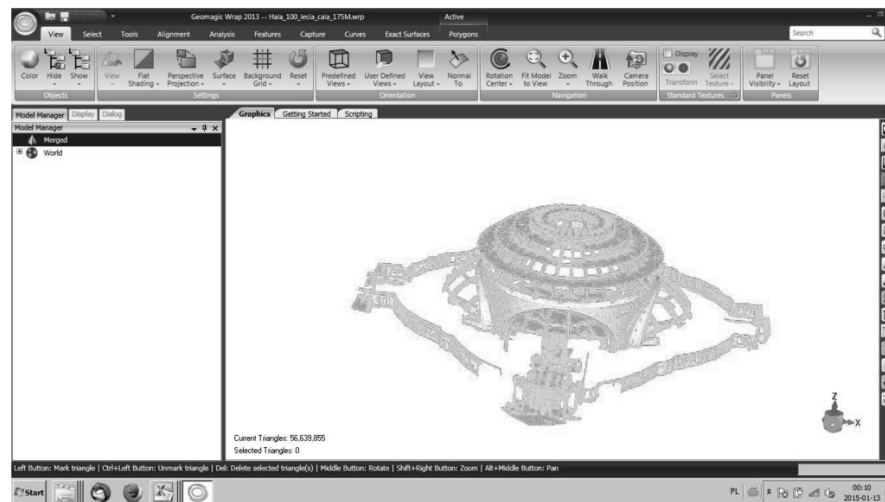 Geomagic Wrap 2013 -- Hala_100_lecia_cala_175M.wrp
Active
View Select Tools Alignment Analysis Features Capture Curves Exact Surfaces Polygons
Search
Color Hide Show
Objects
View Flat Shading Perspective Projection Surface Background Grid Reset
Settings
Predefined Views User Defined Views View Layout Normal To
Orientation
Rotation Center Fit Model to View Zoom Walk Through Camera Position
Navigation
Display
Transform Select Texture
Standard Textures
Panel Visibility Reset Layout
Panels
Model Manager Display Dialog
Graphics Getting Started Scripting
Model Manager
Merged
World
Z
X
Current Triangles: 56,639,855
Selected Triangles: 0
Left Button: Mark triangle | Ctrl+Left Button: Unmark triangle | Del: Delete selected triangle(s) | Middle Button: Rotate | Shift+Right Button: Zoom | Alt+Middle Button: Pan
Start
PL
00:10
2015-01-12